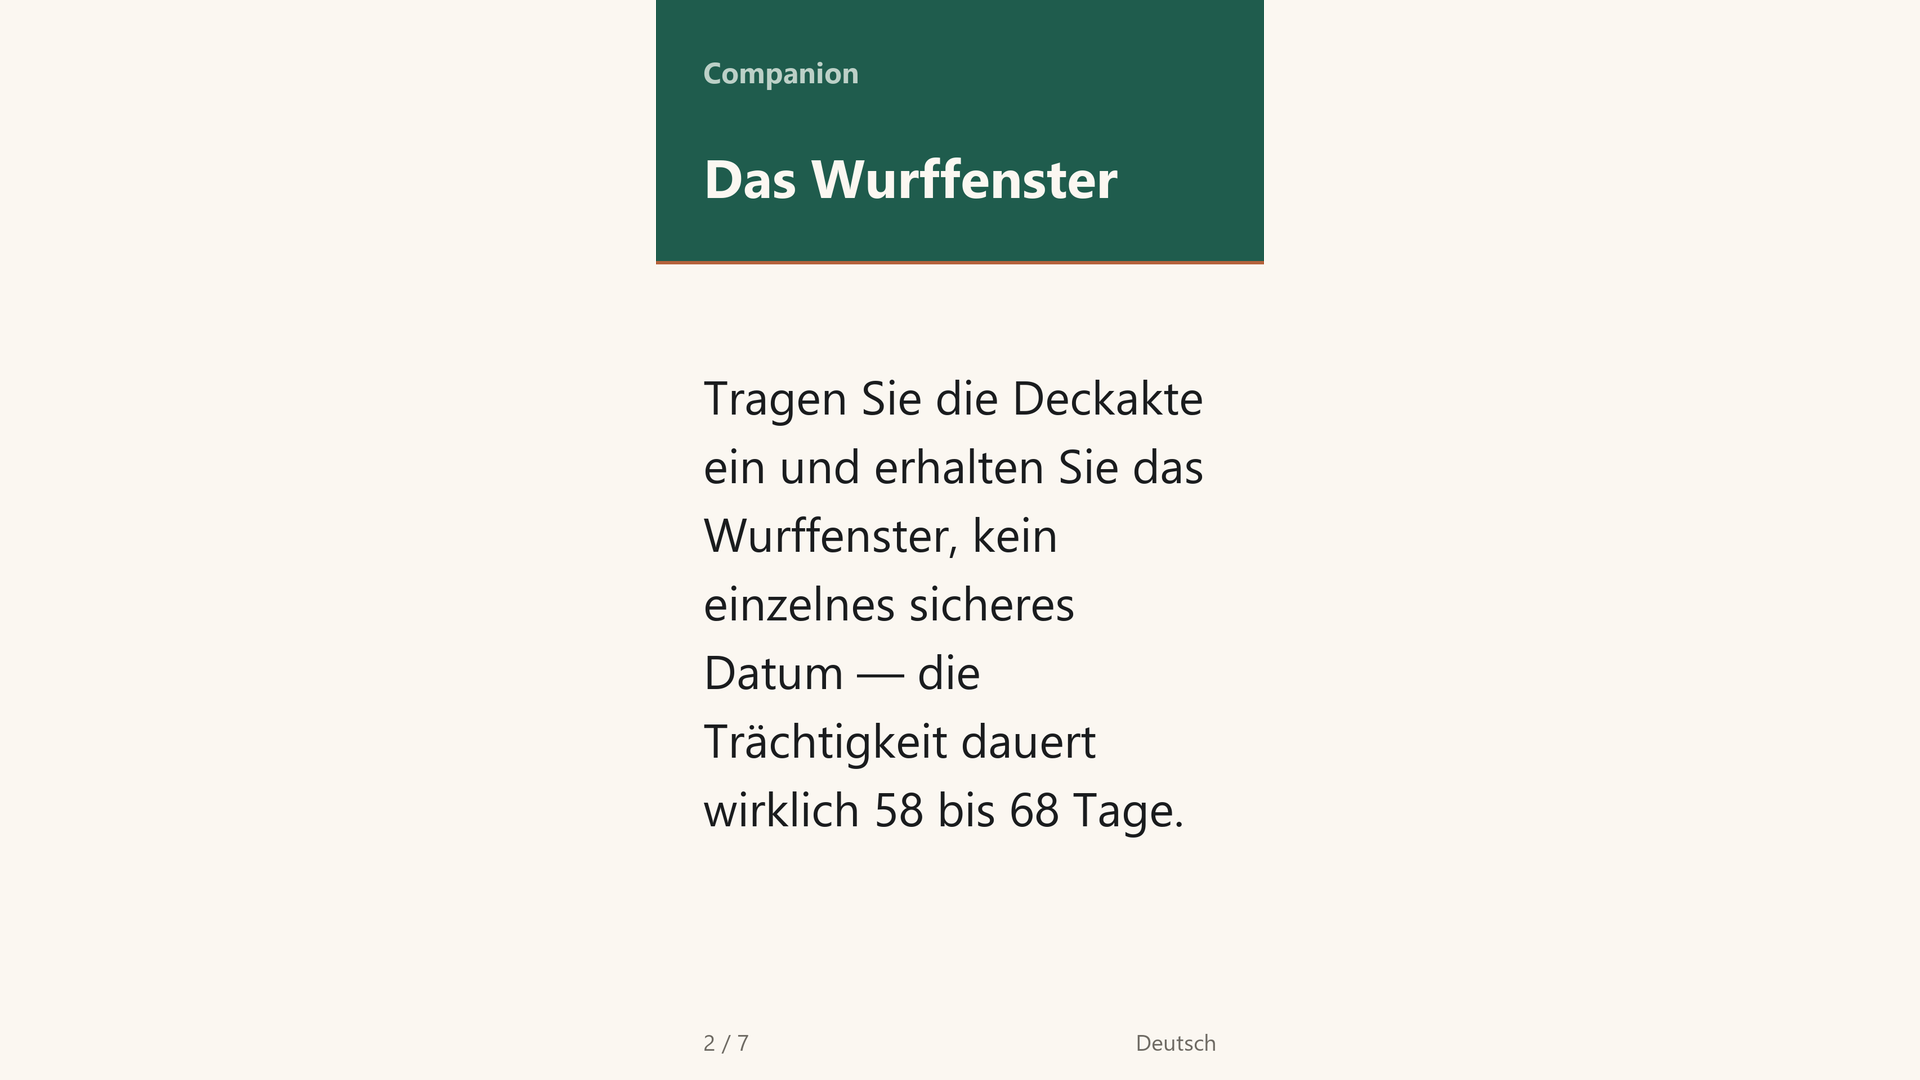 Companion
Das Wurffenster
Tragen Sie die Deckakte
ein und erhalten Sie das
Wurffenster, kein
einzelnes sicheres
Datum — die
Trächtigkeit dauert
wirklich 58 bis 68 Tage.
2 / 7
Deutsch